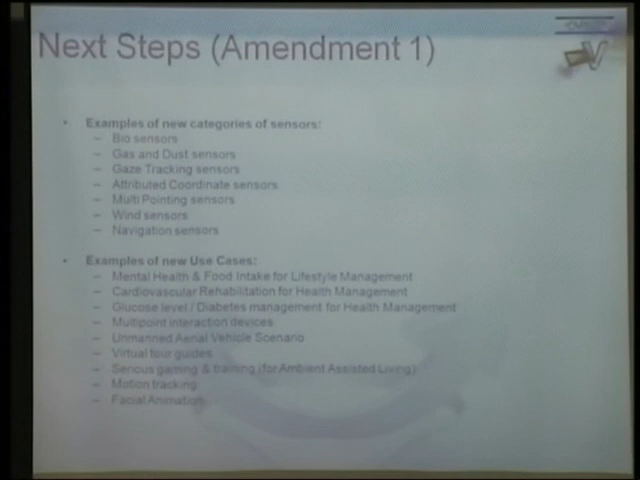 Next Steps (Amendment 1)
• Examples of new categories of sensors:
– Bio sensors
– Gas and Dust sensors
– Gaze Tracking sensors
– Attributed Coordinate sensors
– Multi Pointing sensors
– Wind sensors
– Navigation sensors
• Examples of new Use Cases:
– Mental Health & Food Intake for Lifestyle Management
– Cardiovascular Rehabilitation for Health Management
– Glucose level / Diabetes management for Health Management
– Multipoint interaction devices
– Unmanned Aerial Vehicle Scenario
– Virtual tour guides
– Serious gaming & training (for Ambient Assisted Living)
– Motion tracking
– Facial Animation